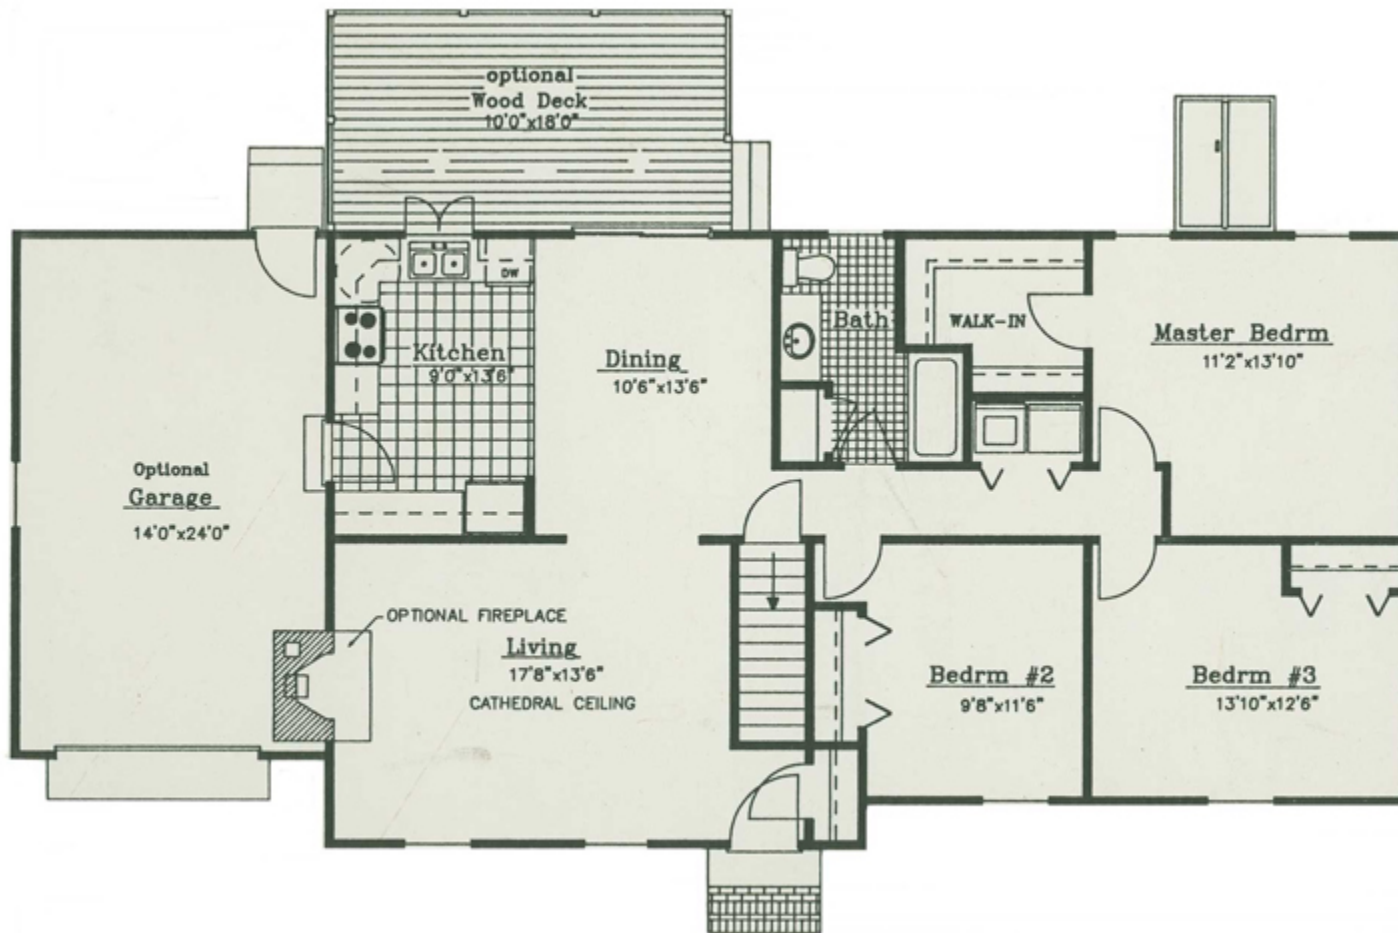 optional
Wood Deck
10'0"x18'0"
DW
Kitchen
9'0"x13'6"
Dining
10'6"x13'6"
Bath
WALK-IN
Master Bedrm
11'2"x13'10"
Optional
Garage
14'0"x24'0"
OPTIONAL FIREPLACE
Living
17'8"x13'6"
CATHEDRAL CEILING
Bedrm #2
9'8"x11'6"
Bedrm #3
13'10"x12'6"